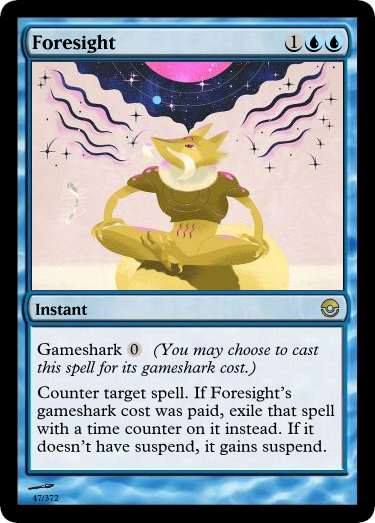 Foresight 1
Instant
Gameshark 0 (You may choose to cast
this spell for its gameshark cost.)
Counter target spell. If Foresight's
gameshark cost was paid, exile that spell
with a time counter on it instead. If it
doesn't have suspend, it gains suspend.
47/372